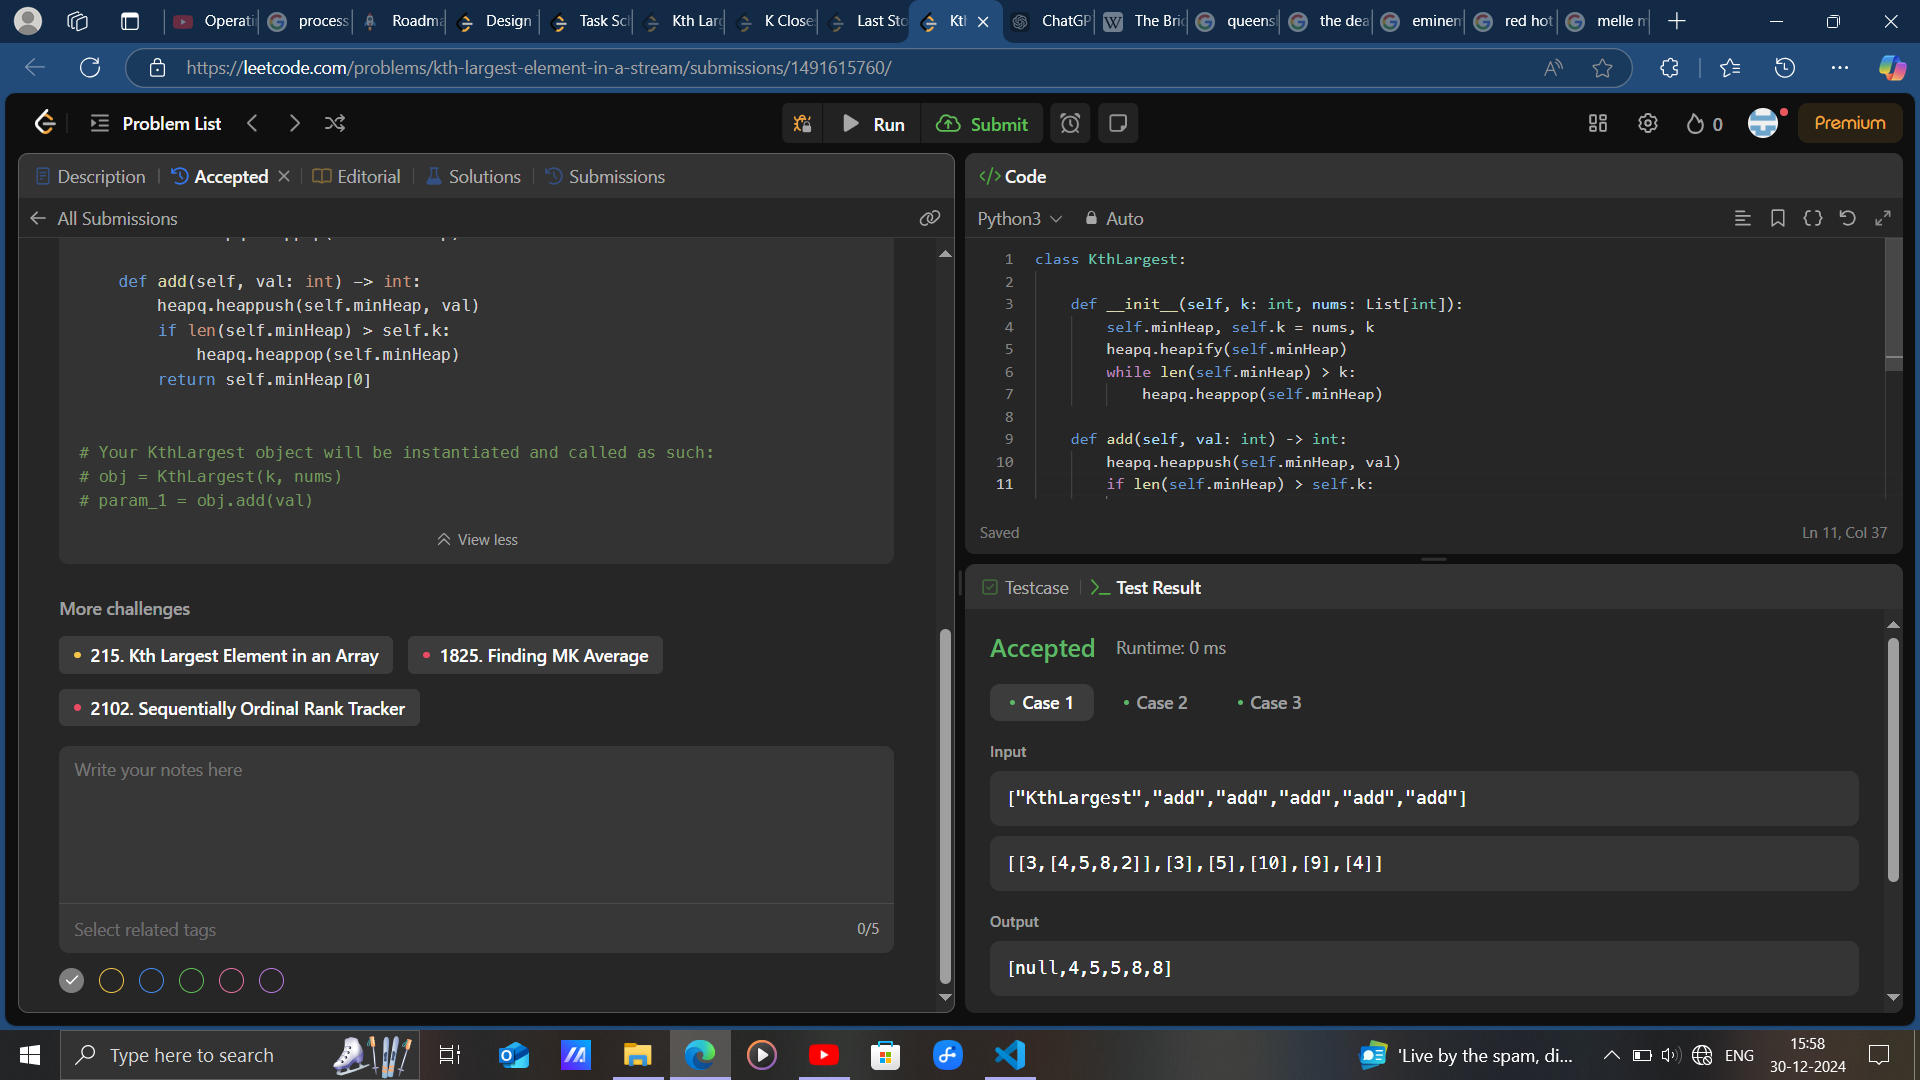 Operati
process
Roadma
Design
Task Sch
Kth Larg
K Close
Last Sto
Kt
ChatGP
The Bri
queens
the dea
eminem
red hot
melle m
https://leetcode.com/problems/kth-largest-element-in-a-stream/submissions/1491615760/
Problem List
Run
Submit
0
Premium
Description
Accepted
Editorial
Solutions
Submissions
All Submissions
def add(self, val: int) -> int:
heapq.heappush(self.minHeap, val)
if len(self.minHeap) > self.k:
heapq.heappop(self.minHeap)
return self.minHeap[0]
# Your KthLargest object will be instantiated and called as such:
# obj = KthLargest(k, nums)
# param_1 = obj.add(val)
View less
More challenges
215. Kth Largest Element in an Array
1825. Finding MK Average
2102. Sequentially Ordinal Rank Tracker
Write your notes here
Select related tags
0/5
</> Code
Python3
Auto
1 class KthLargest:
2
3 def __init__(self, k: int, nums: List[int]):
4 self.minHeap, self.k = nums, k
5 heapq.heapify(self.minHeap)
6 while len(self.minHeap) > k:
7 heapq.heappop(self.minHeap)
8
9 def add(self, val: int) -> int:
10 heapq.heappush(self.minHeap, val)
11 if len(self.minHeap) > self.k:
Saved
Ln 11, Col 37
Testcase
Test Result
Accepted
Runtime: 0 ms
Case 1
Case 2
Case 3
Input
["KthLargest","add","add","add","add","add"]
[[3,[4,5,8,2]],[3],[5],[10],[9],[4]]
Output
[null,4,5,5,8,8]
Type here to search
'Live by the spam, di...
ENG
15:58
30-12-2024